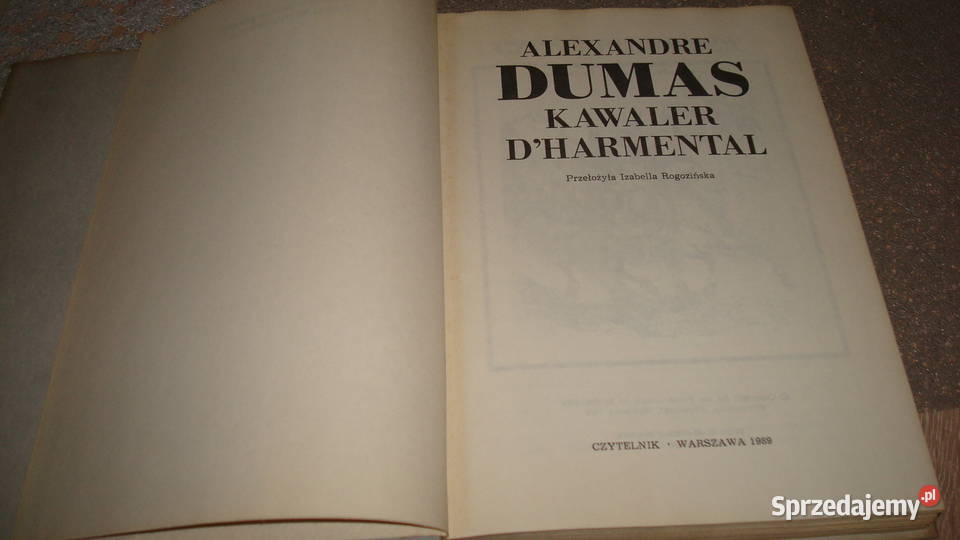 ALEXANDRE
DUMAS
KAWALER
D'HARMENTAL
Przełożyła Izabella Rogozińska
CZYTELNIK · WARSZAWA 1989
Sprzedajemy.pl